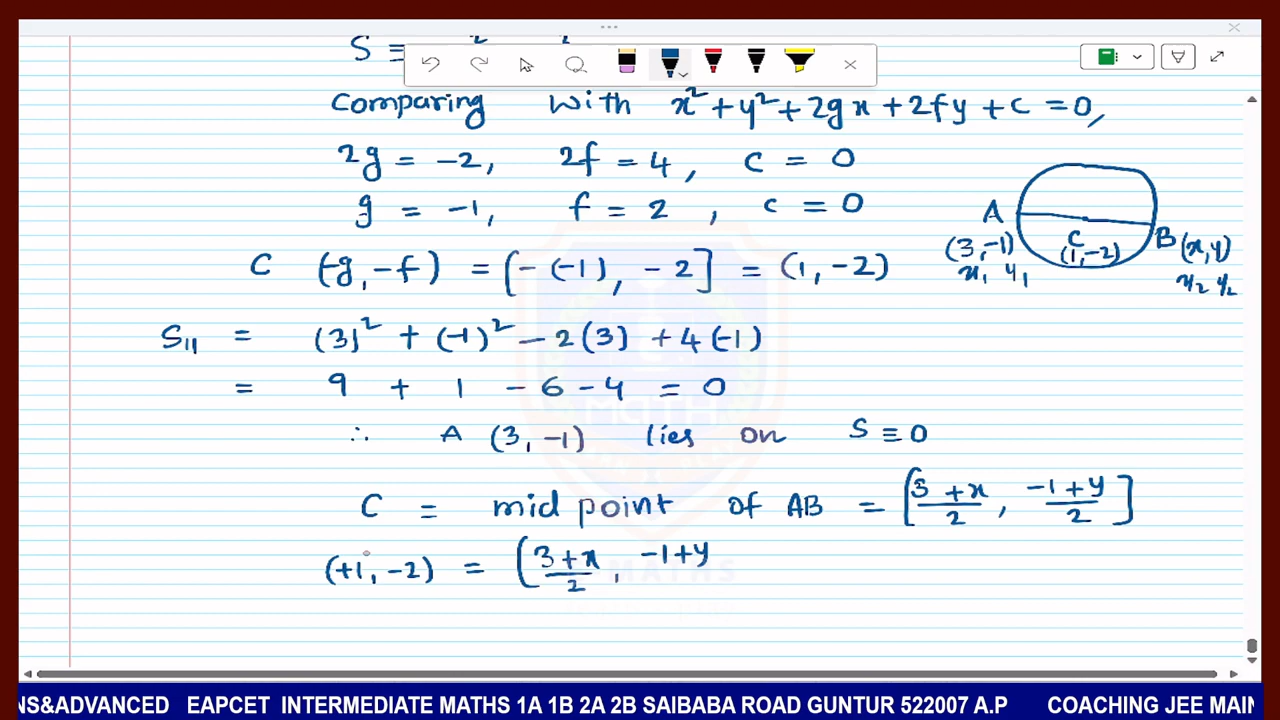 S ≡
Comparing with x² + y² + 2gx + 2fy + c = 0,
2g = -2, 2f = 4, c = 0
g = -1, f = 2, c = 0
A
(3,-1)
x₁ y₁
C
(1,-2)
B (x,y)
x₂ y₂
C (-g, -f) = [-(-1), -2] = (1, -2)
S₁₁ = (3)² + (-1)² - 2(3) + 4(-1)
= 9 + 1 - 6 - 4 = 0
∴ A (3, -1) lies on S ≡ 0
C = mid point of AB = [3+x/2, -1+y/2]
(+1, -2) = (3+x/2, -1+y
MATHS
NS&ADVANCED EAPCET INTERMEDIATE MATHS 1A 1B 2A 2B SAIBABA ROAD GUNTUR 522007 A.P COACHING JEE MAIN